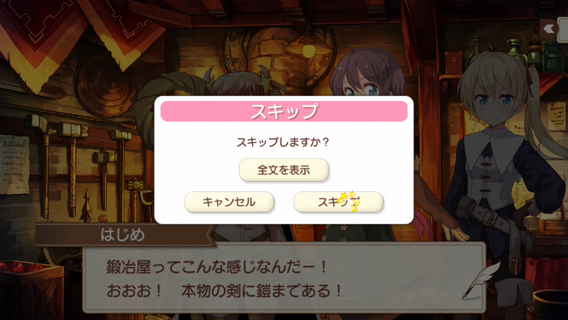 スキップ
スキップしますか？
全文を表示
キャンセル
スキップ
はじめ
鍛冶屋ってこんな感じなんだー！
おおお！　本物の剣に鎧まである！